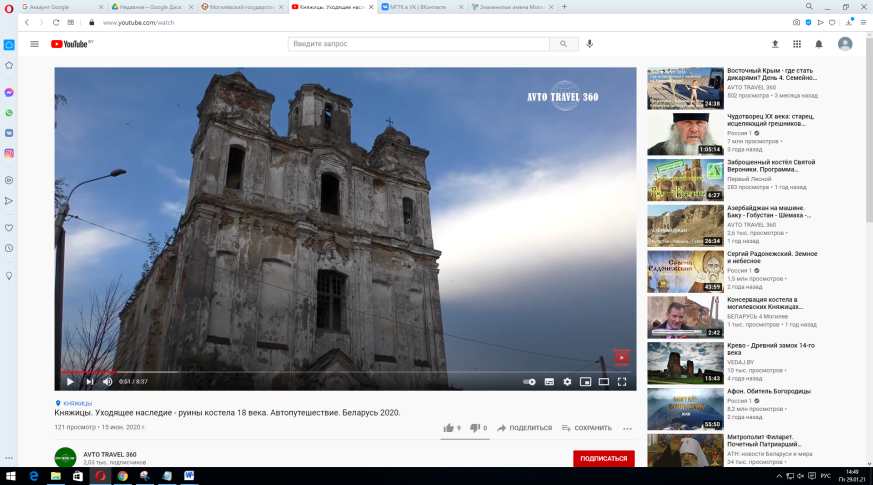 Аккаунт Google
Недавние – Google Диск
Могилёвский государствен
Княжицы. Уходящее насл
МГТК в VK | ВКонтакте
Знаменитые имена Моги
www.youtube.com/watch
YouTube BY
Введите запрос
AVTO TRAVEL 360
0:51 / 8:37
КНЯЖИЦЫ
Княжицы. Уходящее наследие - руины костела 18 века. Автопутешествие. Беларусь 2020.
121 просмотр • 15 июн. 2020 г.
9
0
ПОДЕЛИТЬСЯ
СОХРАНИТЬ
AVTO TRAVEL 360
2,03 тыс. подписчиков
ПОДПИСАТЬСЯ
24:38
Восточный Крым - где стать
дикарями? День 4. Семейно...
AVTO TRAVEL 360
502 просмотра •
3 месяца назад
1:05:14
Чудотворец ХХ века: старец,
исцеляющий грешников...
Россия 1
7 млн просмотров •
3 года назад
6:27
Заброшенный костёл Святой
Вероники. Программа...
Первый Лесной
283 просмотра • 1 год назад
АЗЕРБАЙДЖАН
26:34
Азербайджан на машине.
Баку - Гобустан - Шемаха -...
AVTO TRAVEL 360
2,6 тыс. просмотров •
1 год назад
Сергий
Радонежский
43:59
Сергий Радонежский. Земное
и небесное
Россия 1
1,5 млн просмотров •
2 года назад
2:42
Консервация костела в
могилевских Княжицах...
БЕЛАРУСЬ 4 Могилев
1 тыс. просмотров • 1 год назад
15:43
Крево - Древний замок 14-го
века
VEDAJ.BY
10 тыс. просмотров •
4 года назад
55:50
Афон. Обитель Богородицы
Россия 1
8,2 млн просмотров •
2 года назад
Митрополит Филарет.
Почетный Патриарший...
АТН: новости Беларуси и мира
34 тыс. просмотров •
РУС
14:49
Пт 29.01.21